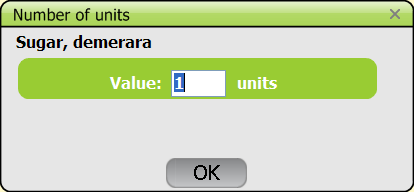 Number of units
Sugar, demerara
Value: 1 units
OK